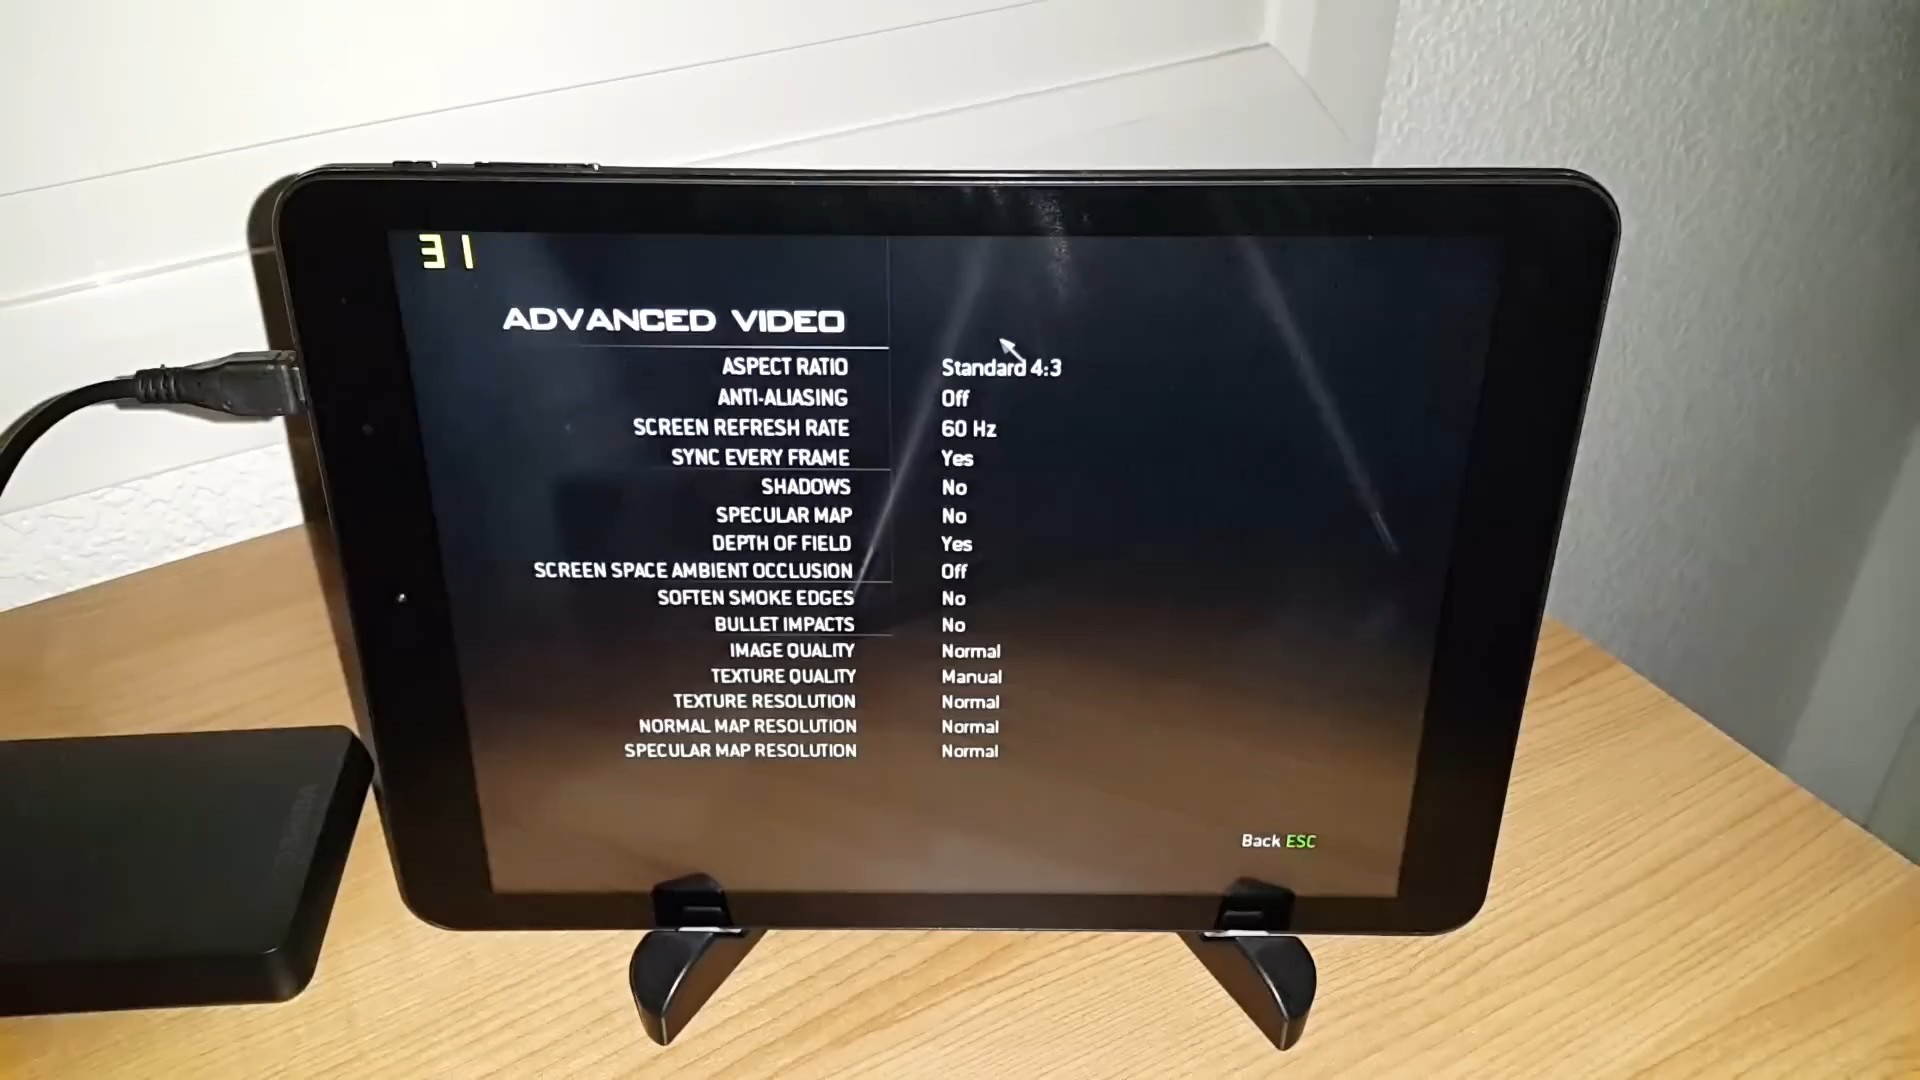 31
ADVANCED VIDEO
ASPECT RATIO Standard 4:3
ANTI-ALIASING Off
SCREEN REFRESH RATE 60 Hz
SYNC EVERY FRAME Yes
SHADOWS No
SPECULAR MAP No
DEPTH OF FIELD Yes
SCREEN SPACE AMBIENT OCCLUSION Off
SOFTEN SMOKE EDGES No
BULLET IMPACTS No
IMAGE QUALITY Normal
TEXTURE QUALITY Manual
TEXTURE RESOLUTION Normal
NORMAL MAP RESOLUTION Normal
SPECULAR MAP RESOLUTION Normal
Back ESC